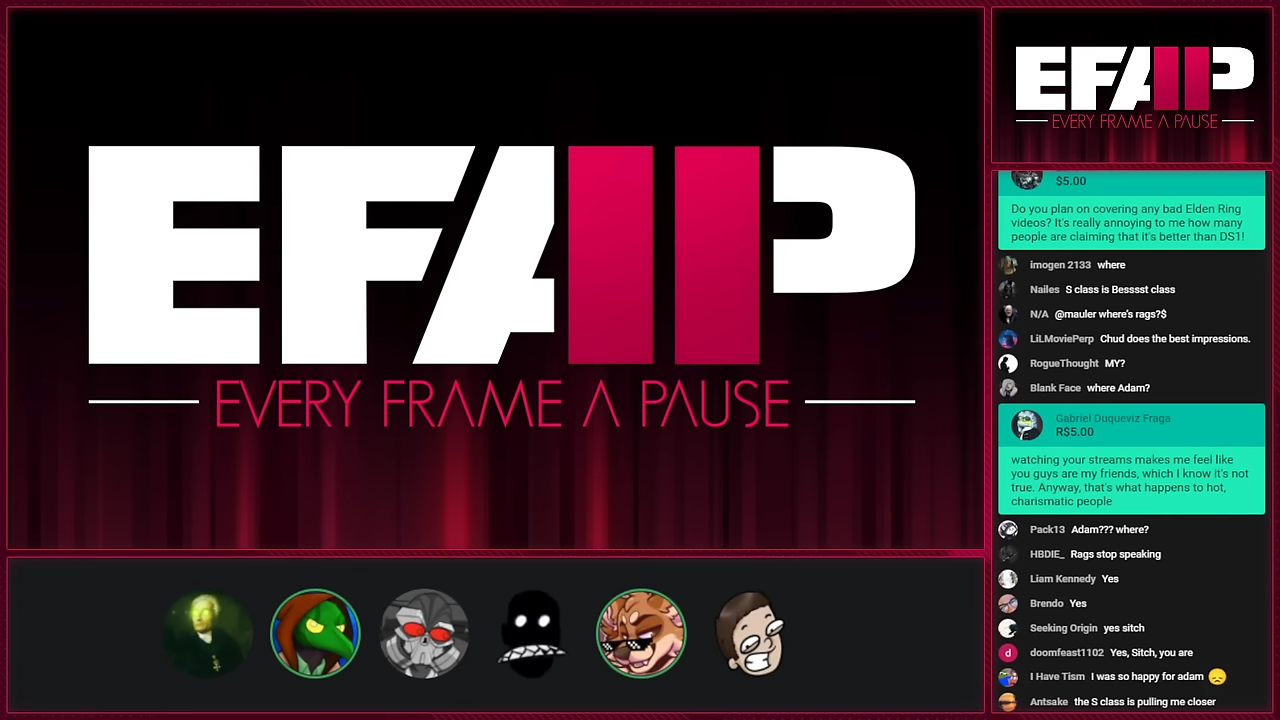 EFAP
EVERY FRAME A PAUSE
EFAP
EVERY FRAME A PAUSE
$5.00
Do you plan on covering any bad Elden Ring
videos? It's really annoying to me how many
people are claiming that it's better than DS1!
imogen 2133 where
Nailes S class is Besssst class
N/A @mauler where's rags?$
LiLMoviePerp Chud does the best impressions.
RogueThought MY?
Blank Face where Adam?
Gabriel Duqueviz Fraga
R$5.00
watching your streams makes me feel like
you guys are my friends, which I know it's not
true. Anyway, that's what happens to hot,
charismatic people
Pack13 Adam??? where?
HBDIE_ Rags stop speaking
Liam Kennedy Yes
Brendo Yes
Seeking Origin yes sitch
d doomfeast1102 Yes, Sitch, you are
I Have Tism I was so happy for adam 😞
Antsake the S class is pulling me closer